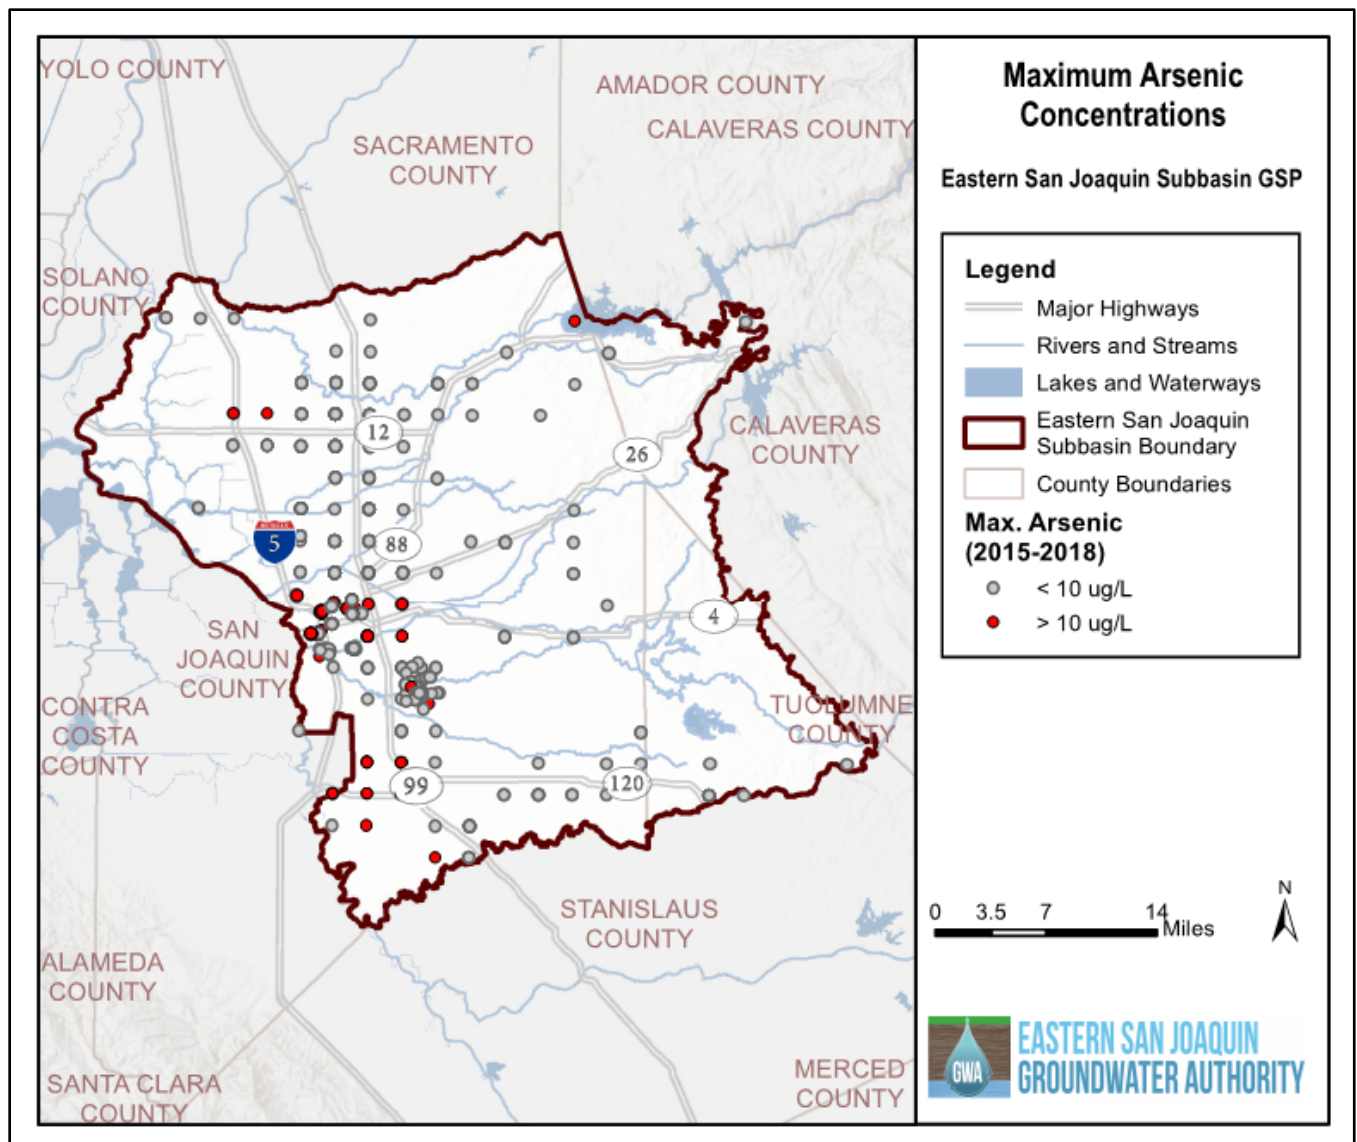 YOLO COUNTY
AMADOR COUNTY
CALAVERAS COUNTY
SACRAMENTO
COUNTY
SOLANO
COUNTY
12
CALAVERAS
COUNTY
26
5
88
4
SAN
JOAQUIN
COUNTY
CONTRA
COSTA
COUNTY
TUOLUMNE
COUNTY
99
120
STANISLAUS
COUNTY
ALAMEDA
COUNTY
SANTA CLARA
COUNTY
MERCED
COUNTY
Maximum Arsenic
Concentrations
Eastern San Joaquin Subbasin GSP
Legend
Major Highways
Rivers and Streams
Lakes and Waterways
Eastern San Joaquin
Subbasin Boundary
County Boundaries
Max. Arsenic
(2015-2018)
< 10 ug/L
> 10 ug/L
N
0 3.5 7 14
Miles
GWA
EASTERN SAN JOAQUIN
GROUNDWATER AUTHORITY